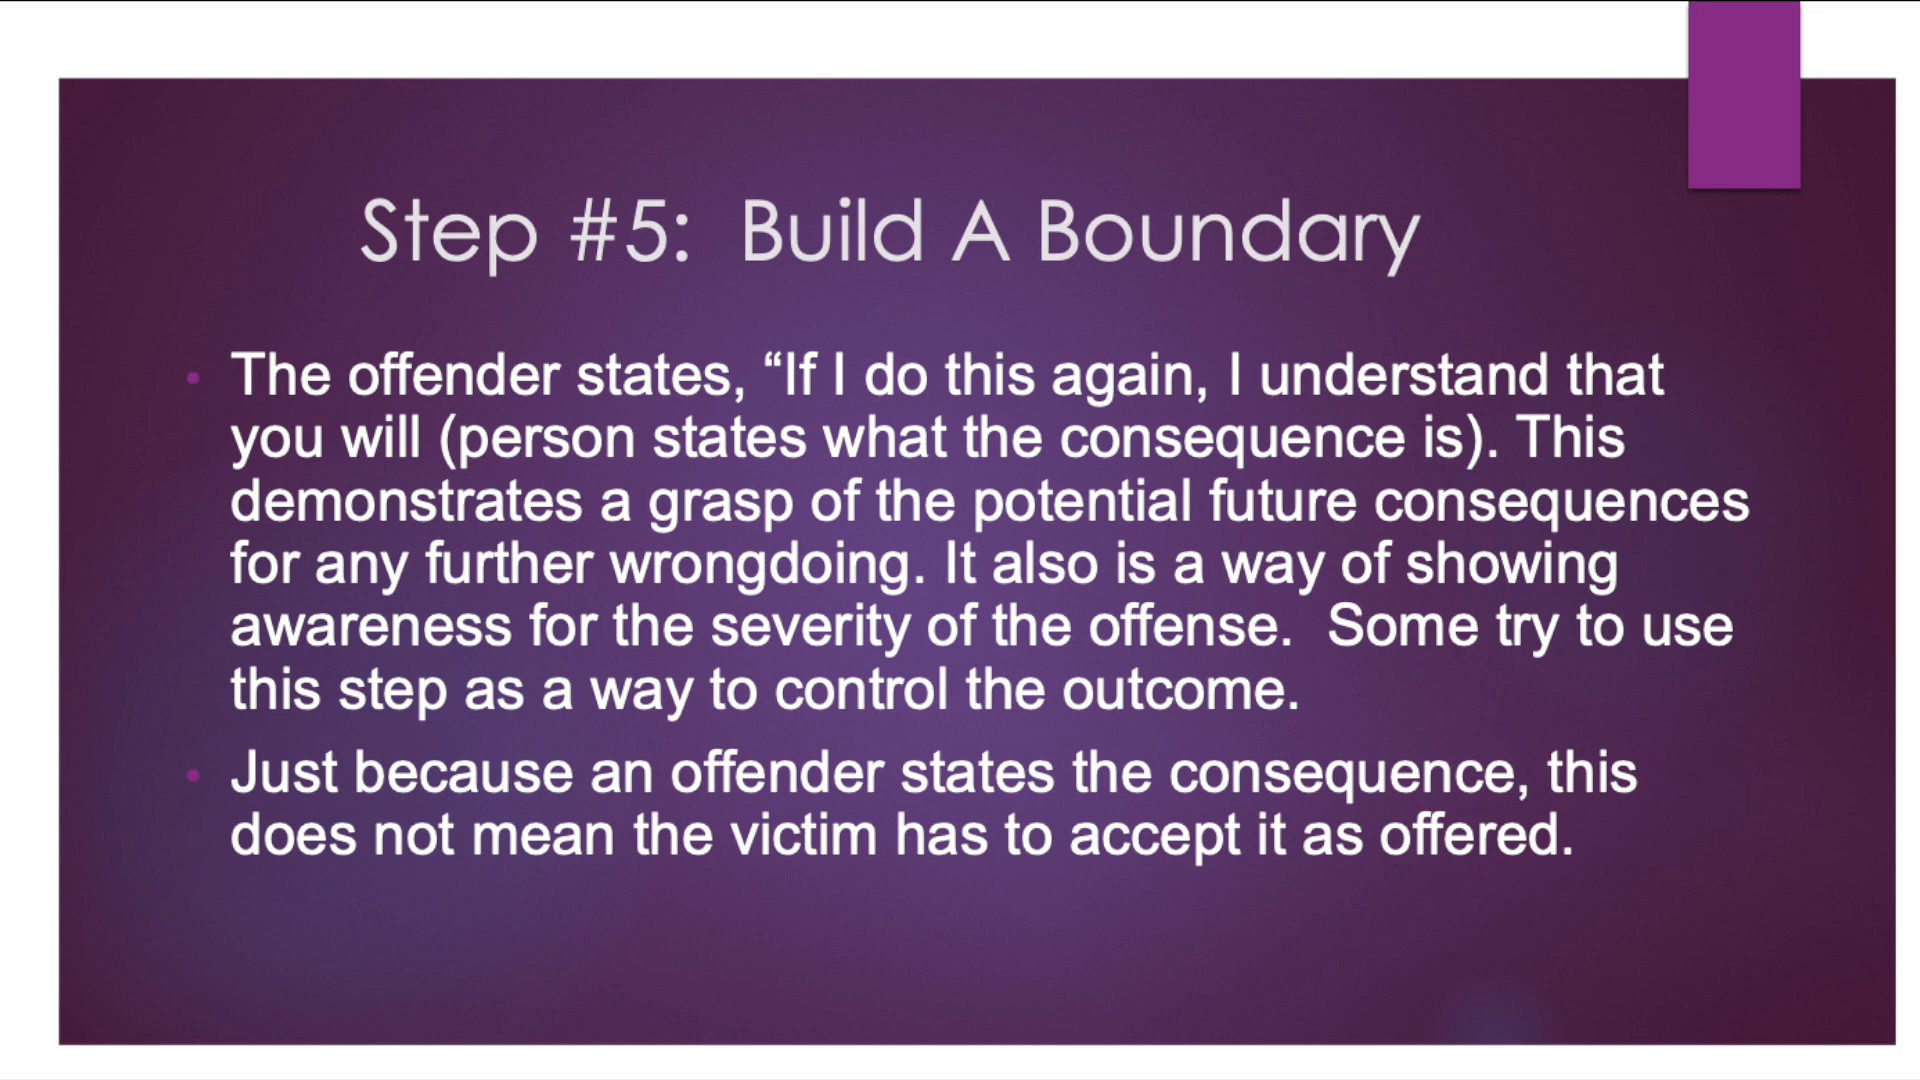 Step #5:  Build A Boundary
• The offender states, “If I do this again, I understand that
you will (person states what the consequence is). This
demonstrates a grasp of the potential future consequences
for any further wrongdoing. It also is a way of showing
awareness for the severity of the offense.  Some try to use
this step as a way to control the outcome.
• Just because an offender states the consequence, this
does not mean the victim has to accept it as offered.